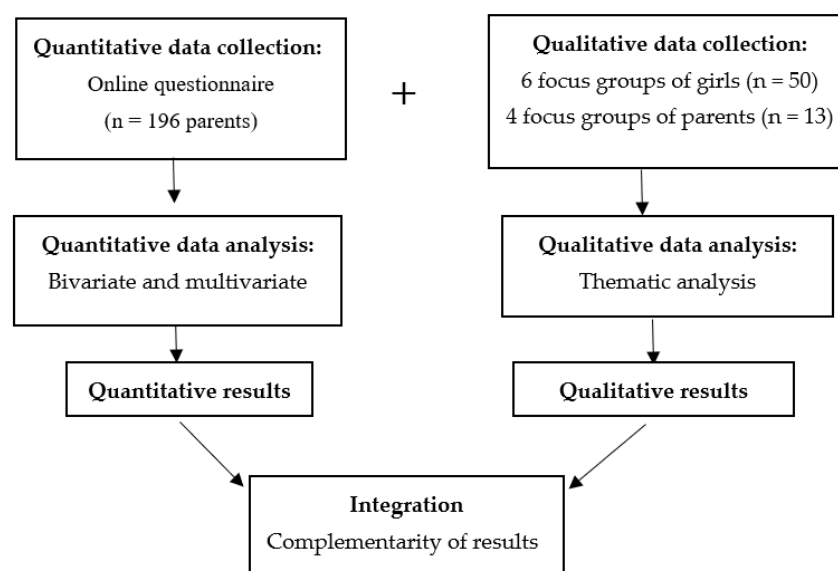 Quantitative data collection:
Online questionnaire
(n = 196 parents)
+
Qualitative data collection:
6 focus groups of girls (n = 50)
4 focus groups of parents (n = 13)
Quantitative data analysis:
Bivariate and multivariate
Qualitative data analysis:
Thematic analysis
Quantitative results
Qualitative results
Integration
Complementarity of results